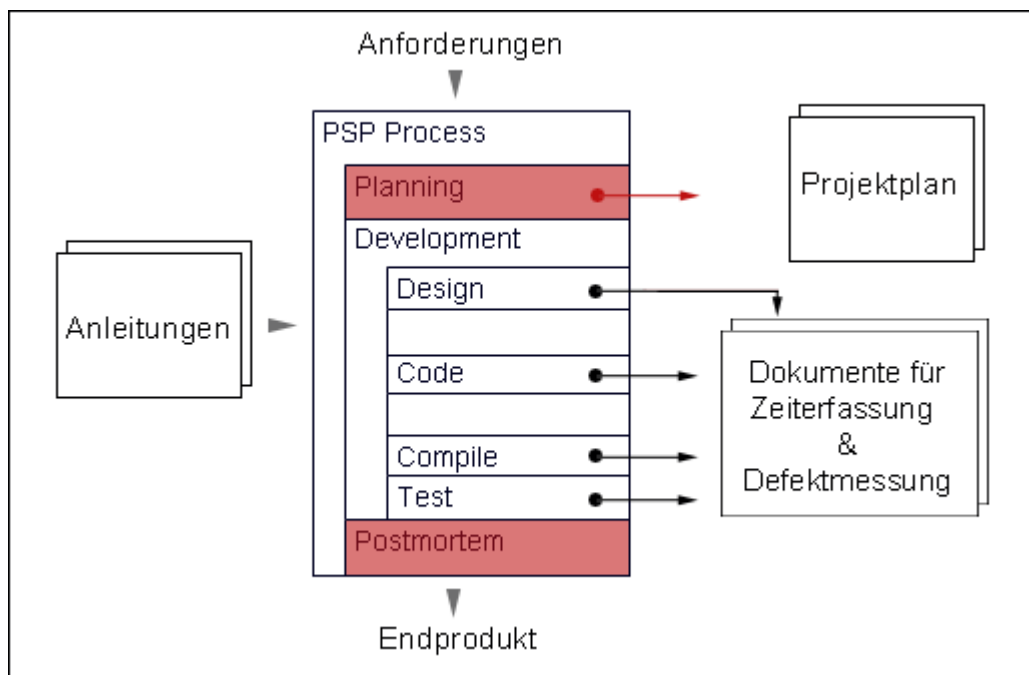 Anforderungen
PSP Process
Planning
Projektplan
Development
Design
Anleitungen
Code
Dokumente für
Zeiterfassung
&
Defektmessung
Compile
Test
Postmortem
Endprodukt